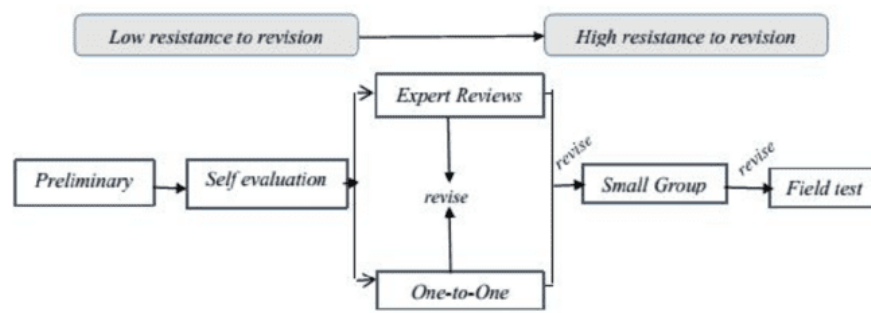 Low resistance to revision
High resistance to revision
Expert Reviews
Preliminary
Self evaluation
revise
revise
Small Group
revise
Field test
One-to-One